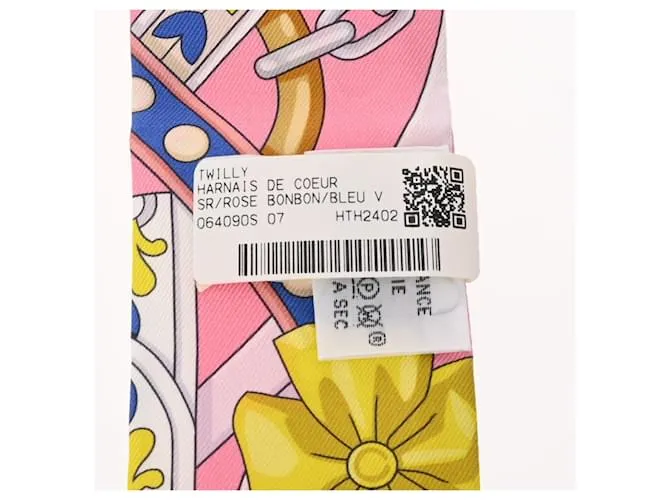 TWILLY
HARNAIS DE COEUR
SR/ROSE BONBON/BLEU V
064090S 07 HTH2402
ANCE
IE
A SEC